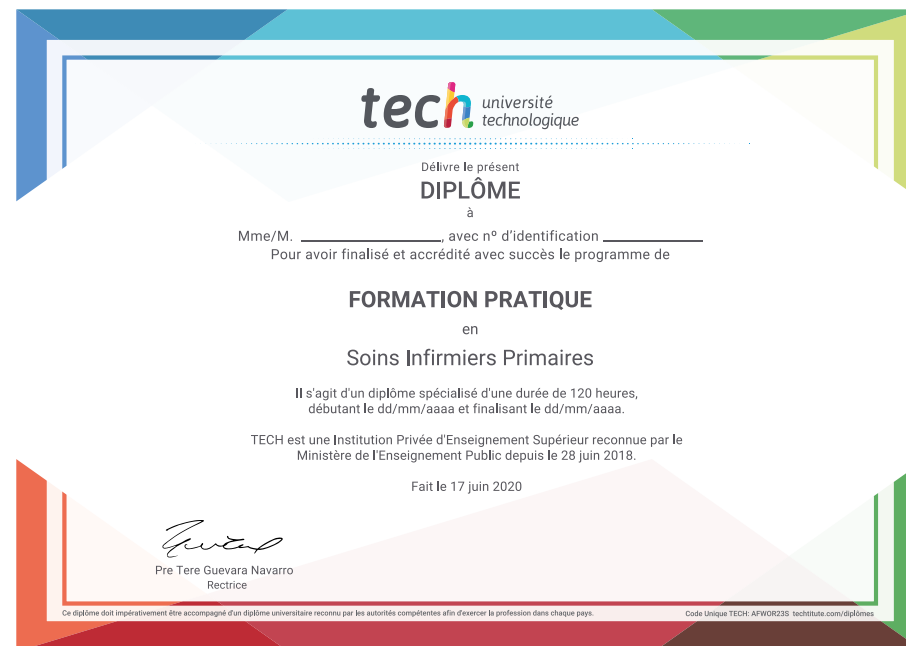 tech université
technologique
Délivre le présent
DIPLÔME
à
Mme/M. ____________________, avec nº d'identification ______________
Pour avoir finalisé et accrédité avec succès le programme de
FORMATION PRATIQUE
en
Soins Infirmiers Primaires
Il s'agit d'un diplôme spécialisé d'une durée de 120 heures,
débutant le dd/mm/aaaa et finalisant le dd/mm/aaaa.
TECH est une Institution Privée d'Enseignement Supérieur reconnue par le
Ministère de l'Enseignement Public depuis le 28 juin 2018.
Fait le 17 juin 2020
Pre Tere Guevara Navarro
Rectrice
Ce diplôme doit impérativement être accompagné d'un diplôme universitaire reconnu par les autorités compétentes afin d'exercer la profession dans chaque pays.
Code Unique TECH: AFWOR23S techtitute.com/diplômes